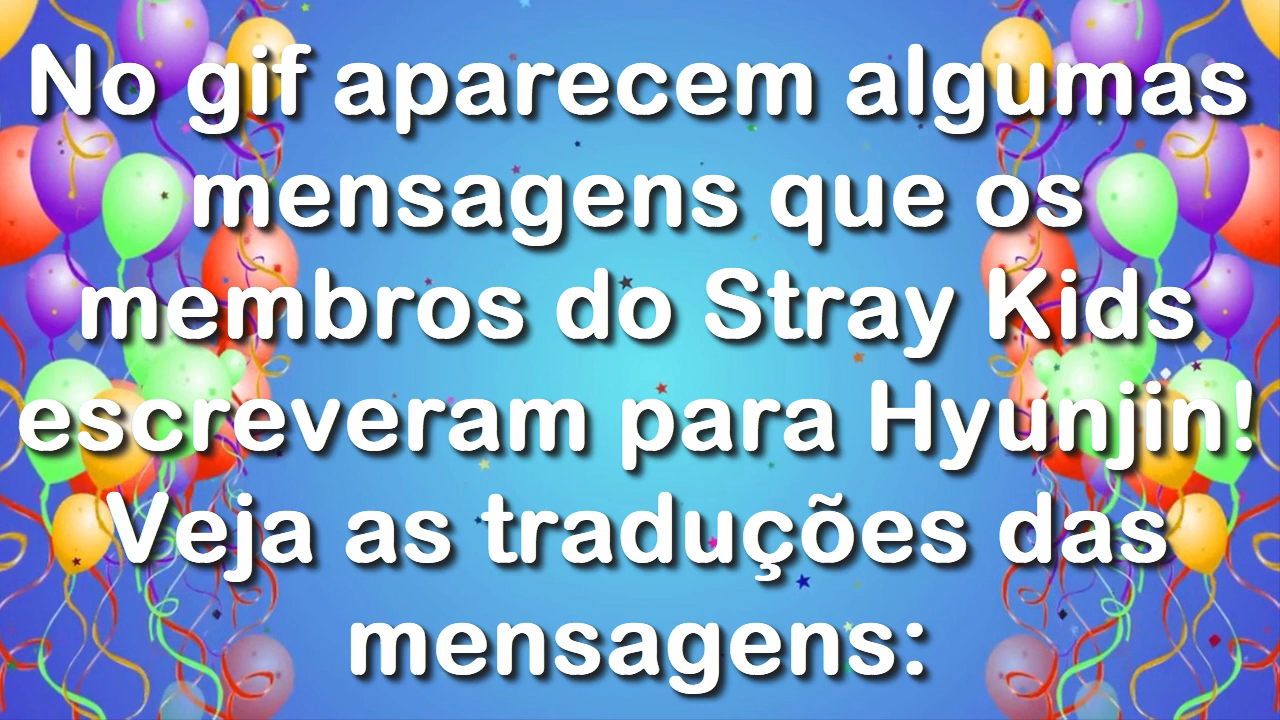 No gif aparecem algumas
mensagens que os
membros do Stray Kids
escreveram para Hyunjin!
Veja as traduções das
mensagens: